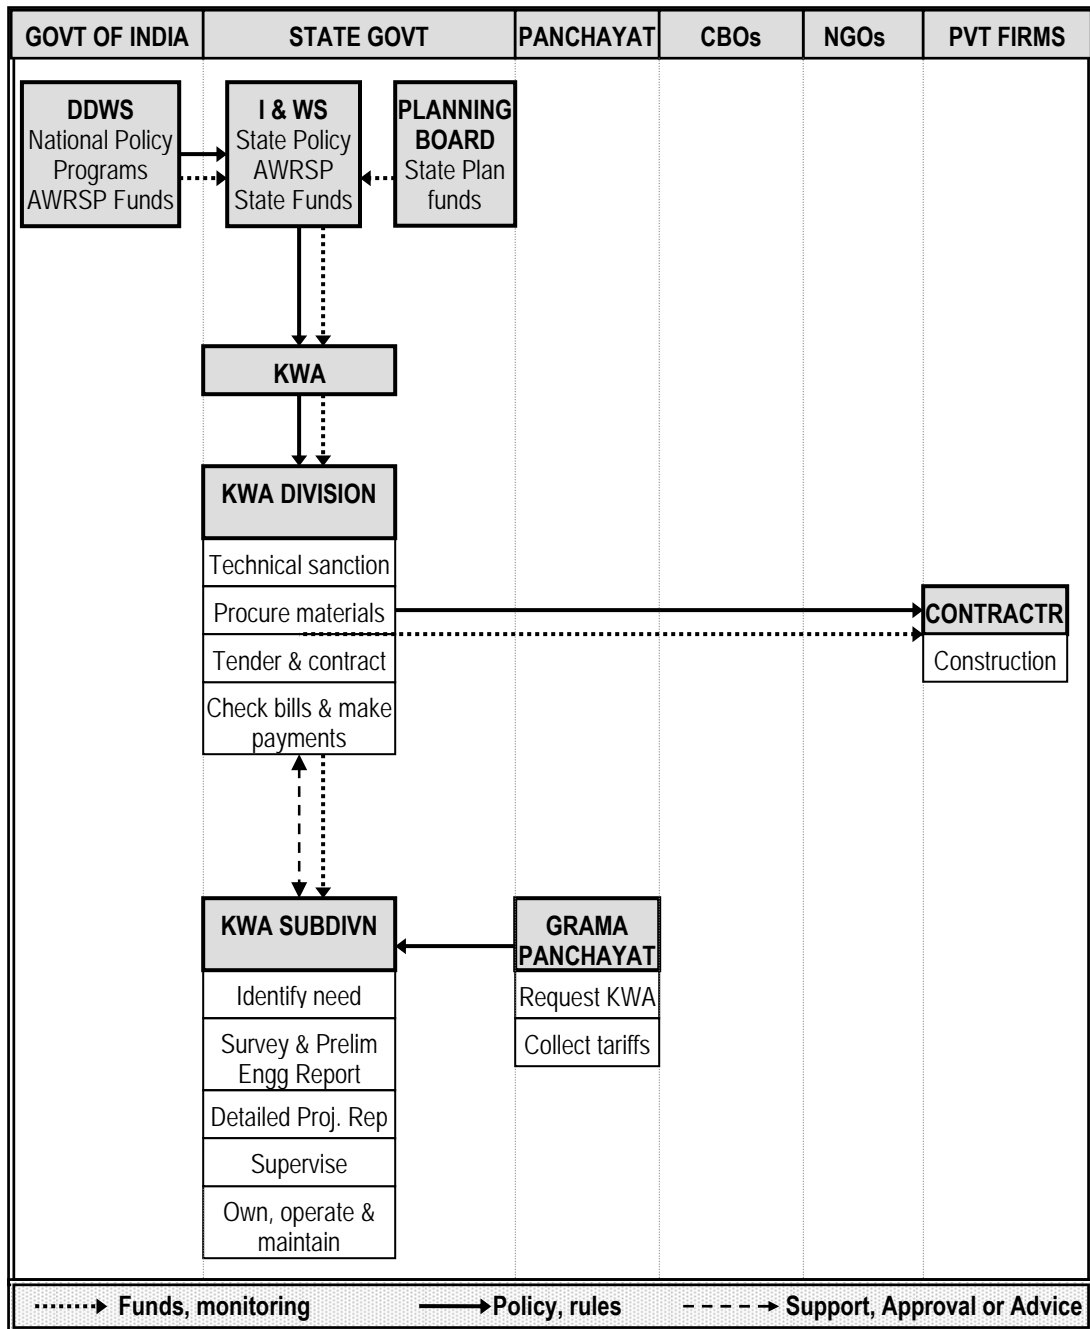 GOVT OF INDIA
STATE GOVT
PANCHAYAT
CBOs
NGOs
PVT FIRMS
DDWS
National Policy
Programs
AWRSP Funds
I & WS
State Policy
AWRSP
State Funds
PLANNING
BOARD
State Plan
funds
KWA
KWA DIVISION
Technical sanction
Procure materials
Tender & contract
Check bills & make
payments
CONTRACTR
Construction
KWA SUBDIVN
Identify need
Survey & Prelim
Engg Report
Detailed Proj. Rep
Supervise
Own, operate &
maintain
GRAMA
PANCHAYAT
Request KWA
Collect tariffs
Funds, monitoring
Policy, rules
Support, Approval or Advice